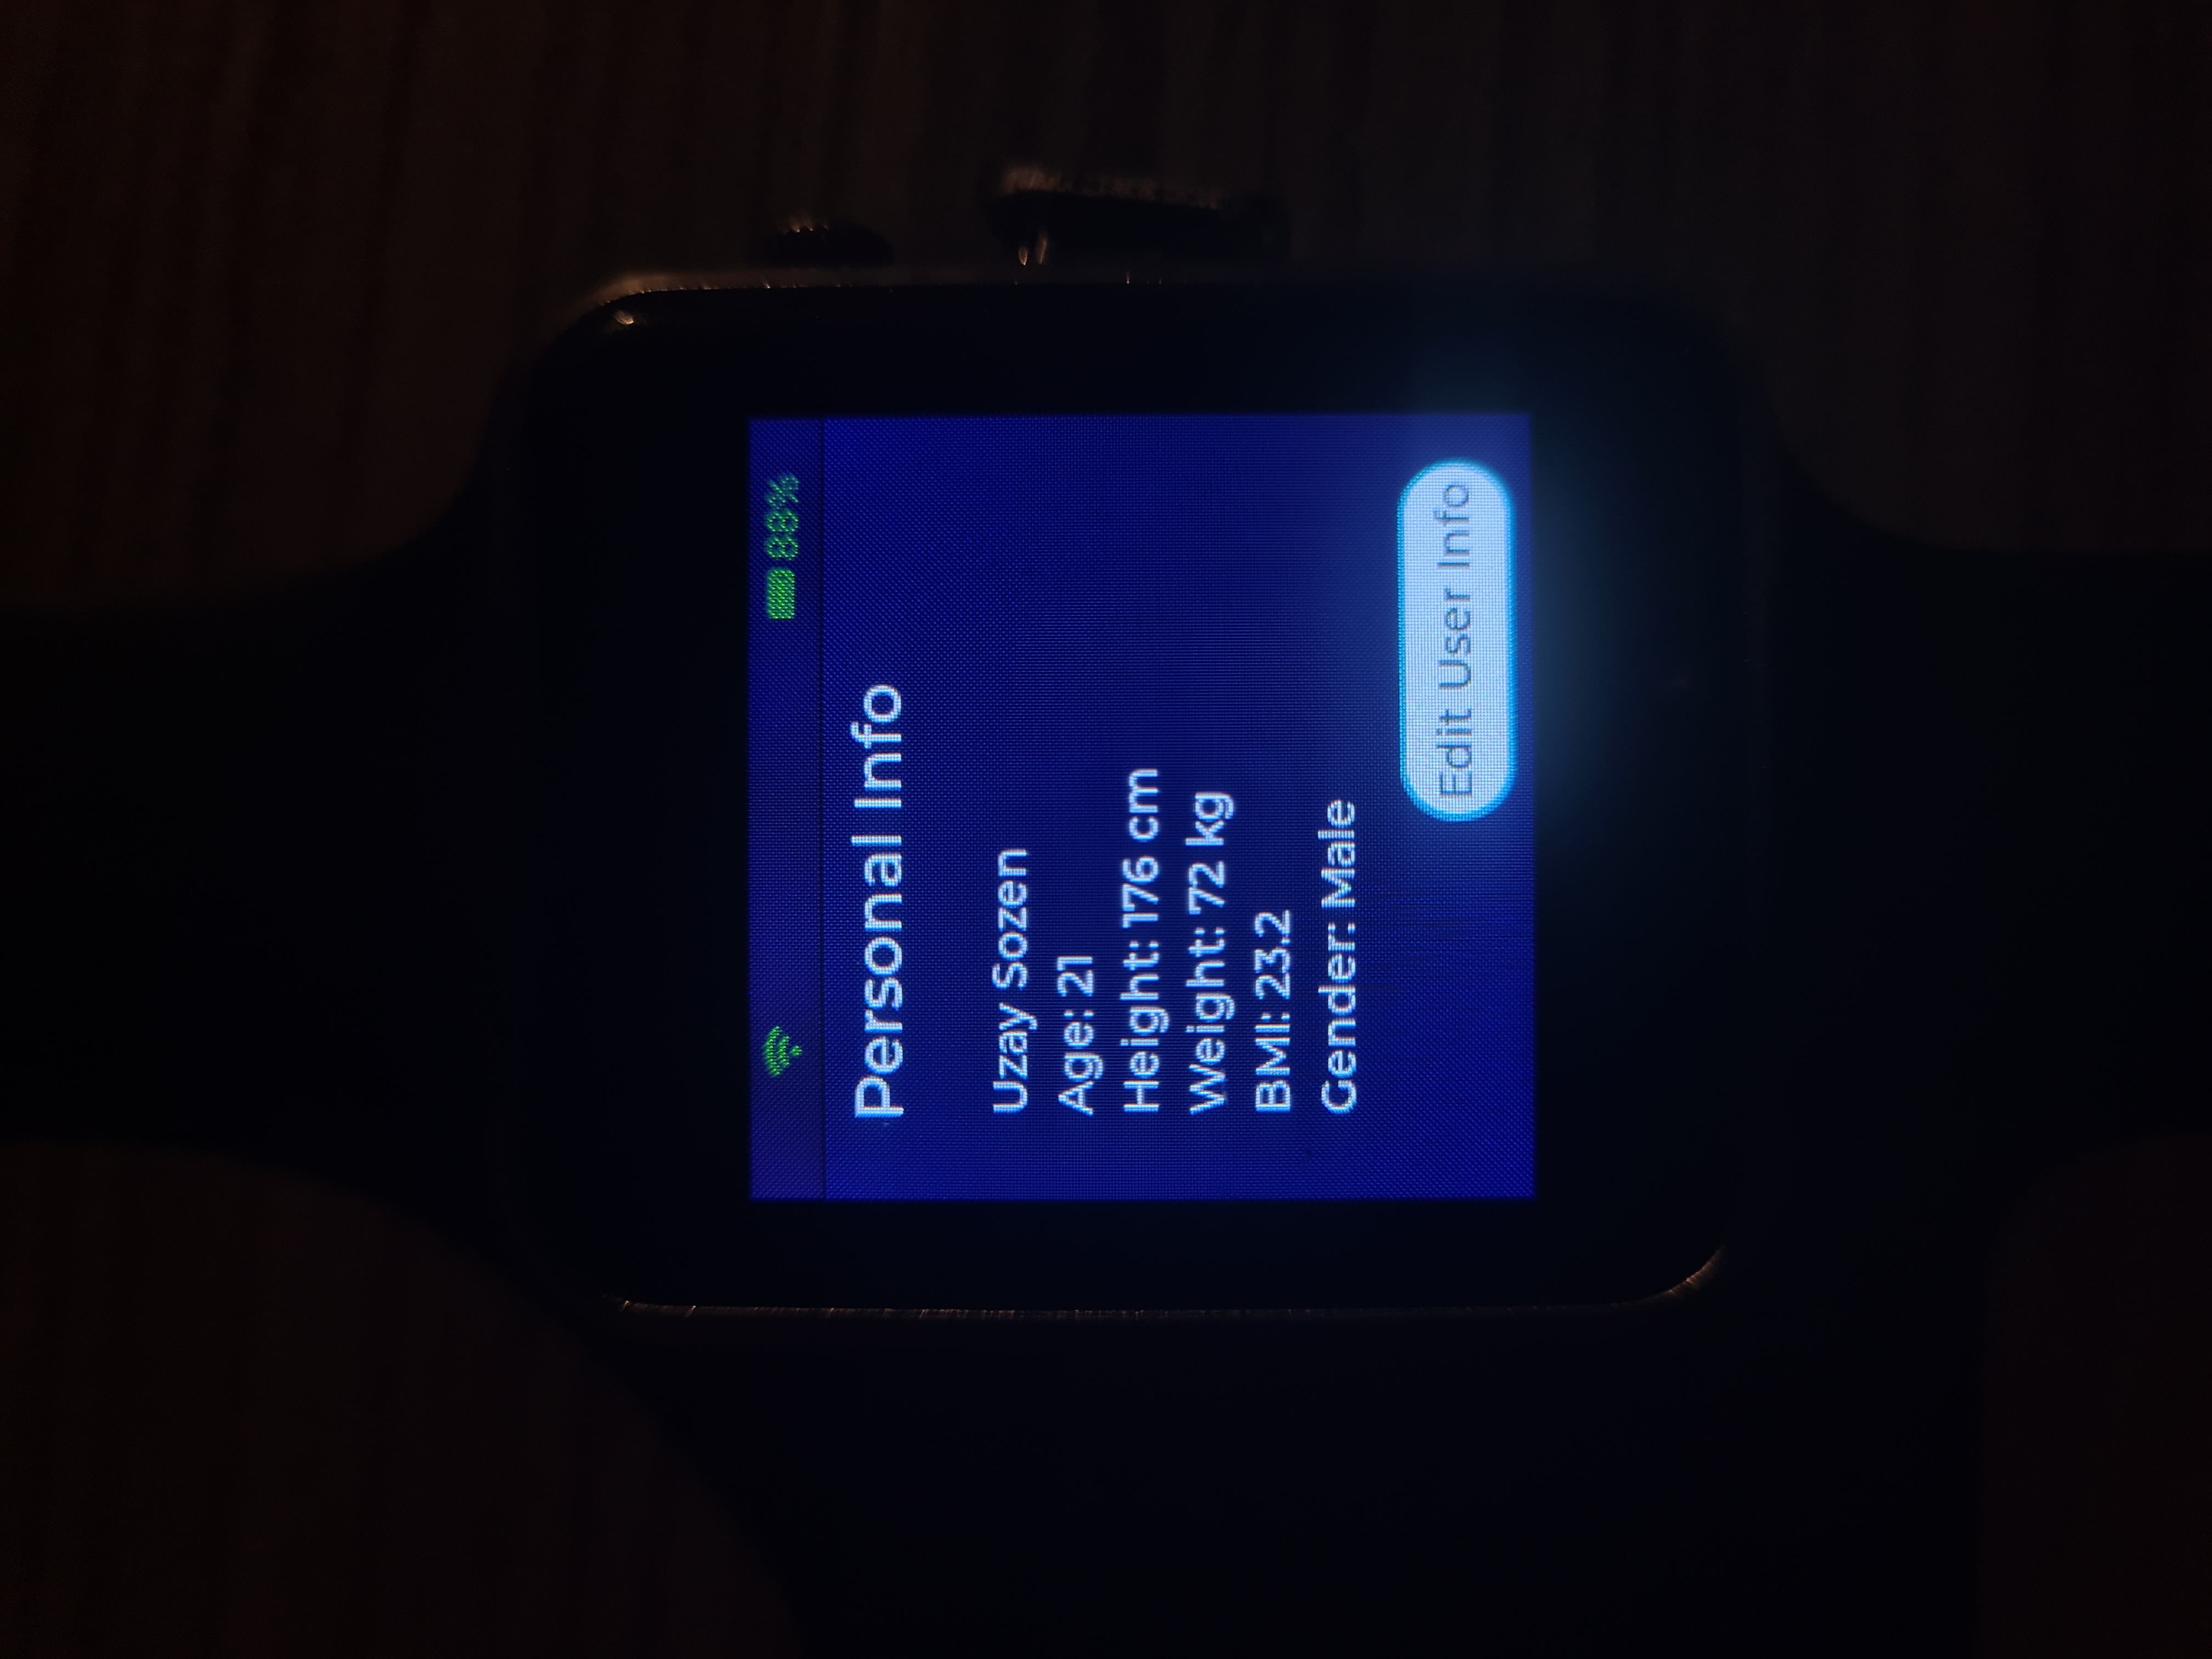 88%
Personal Info
Uzay Sozen
Age: 21
Height: 176 cm
Weight: 72 kg
BMI: 23.2
Gender: Male
Edit User Info